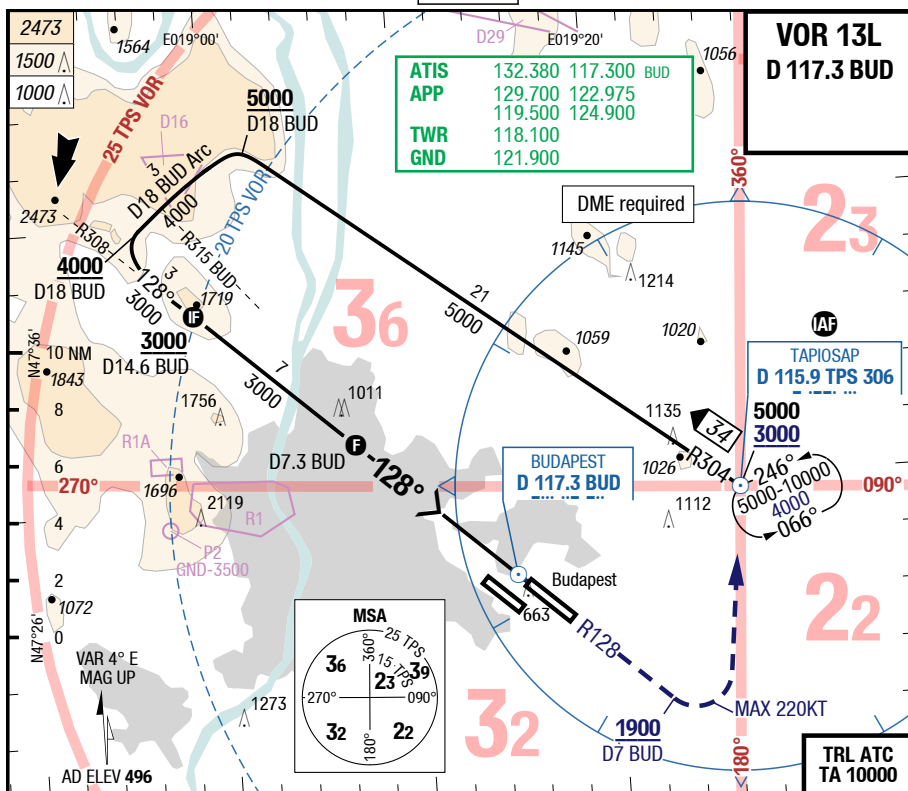 2473
1500
1000
1564
E019°00'
D29
E019°20'
1056
VOR 13L
D 117.3 BUD
ATIS 132.380 117.300 BUD
APP 129.700 122.975
119.500 124.900
TWR 118.100
GND 121.900
25 TPS VOR
D16
5000
D18 BUD
3
D18 BUD Arc
4000
20 TPS VOR
360°
DME required
23
2473
R308
R315 BUD
1145
1214
4000
D18 BUD
128°
3
3000
1719
IF
36
21
5000
1059
1020
IAF
3000
D14.6 BUD
N47°36'
10 NM
1843
7
3000
TAPIOSAP
D 115.9 TPS 306
8
1756
1011
1135
34
5000
3000
R1A
F
D7.3 BUD
-128°
R304
1026
246°
5000-10000
4000
066°
6
1696
270°
BUDAPEST
D 117.3 BUD
090°
2119
R1
1112
4
P2
GND-3500
2
1072
Budapest
663
22
N47°26'
0
R128
MSA
25 TPS
15 TPS
360°
36
39
23
270°
090°
32
22
180°
VAR 4° E
MAG UP
1273
32
MAX 220KT
1900
D7 BUD
180°
AD ELEV 496
TRL ATC
TA 10000